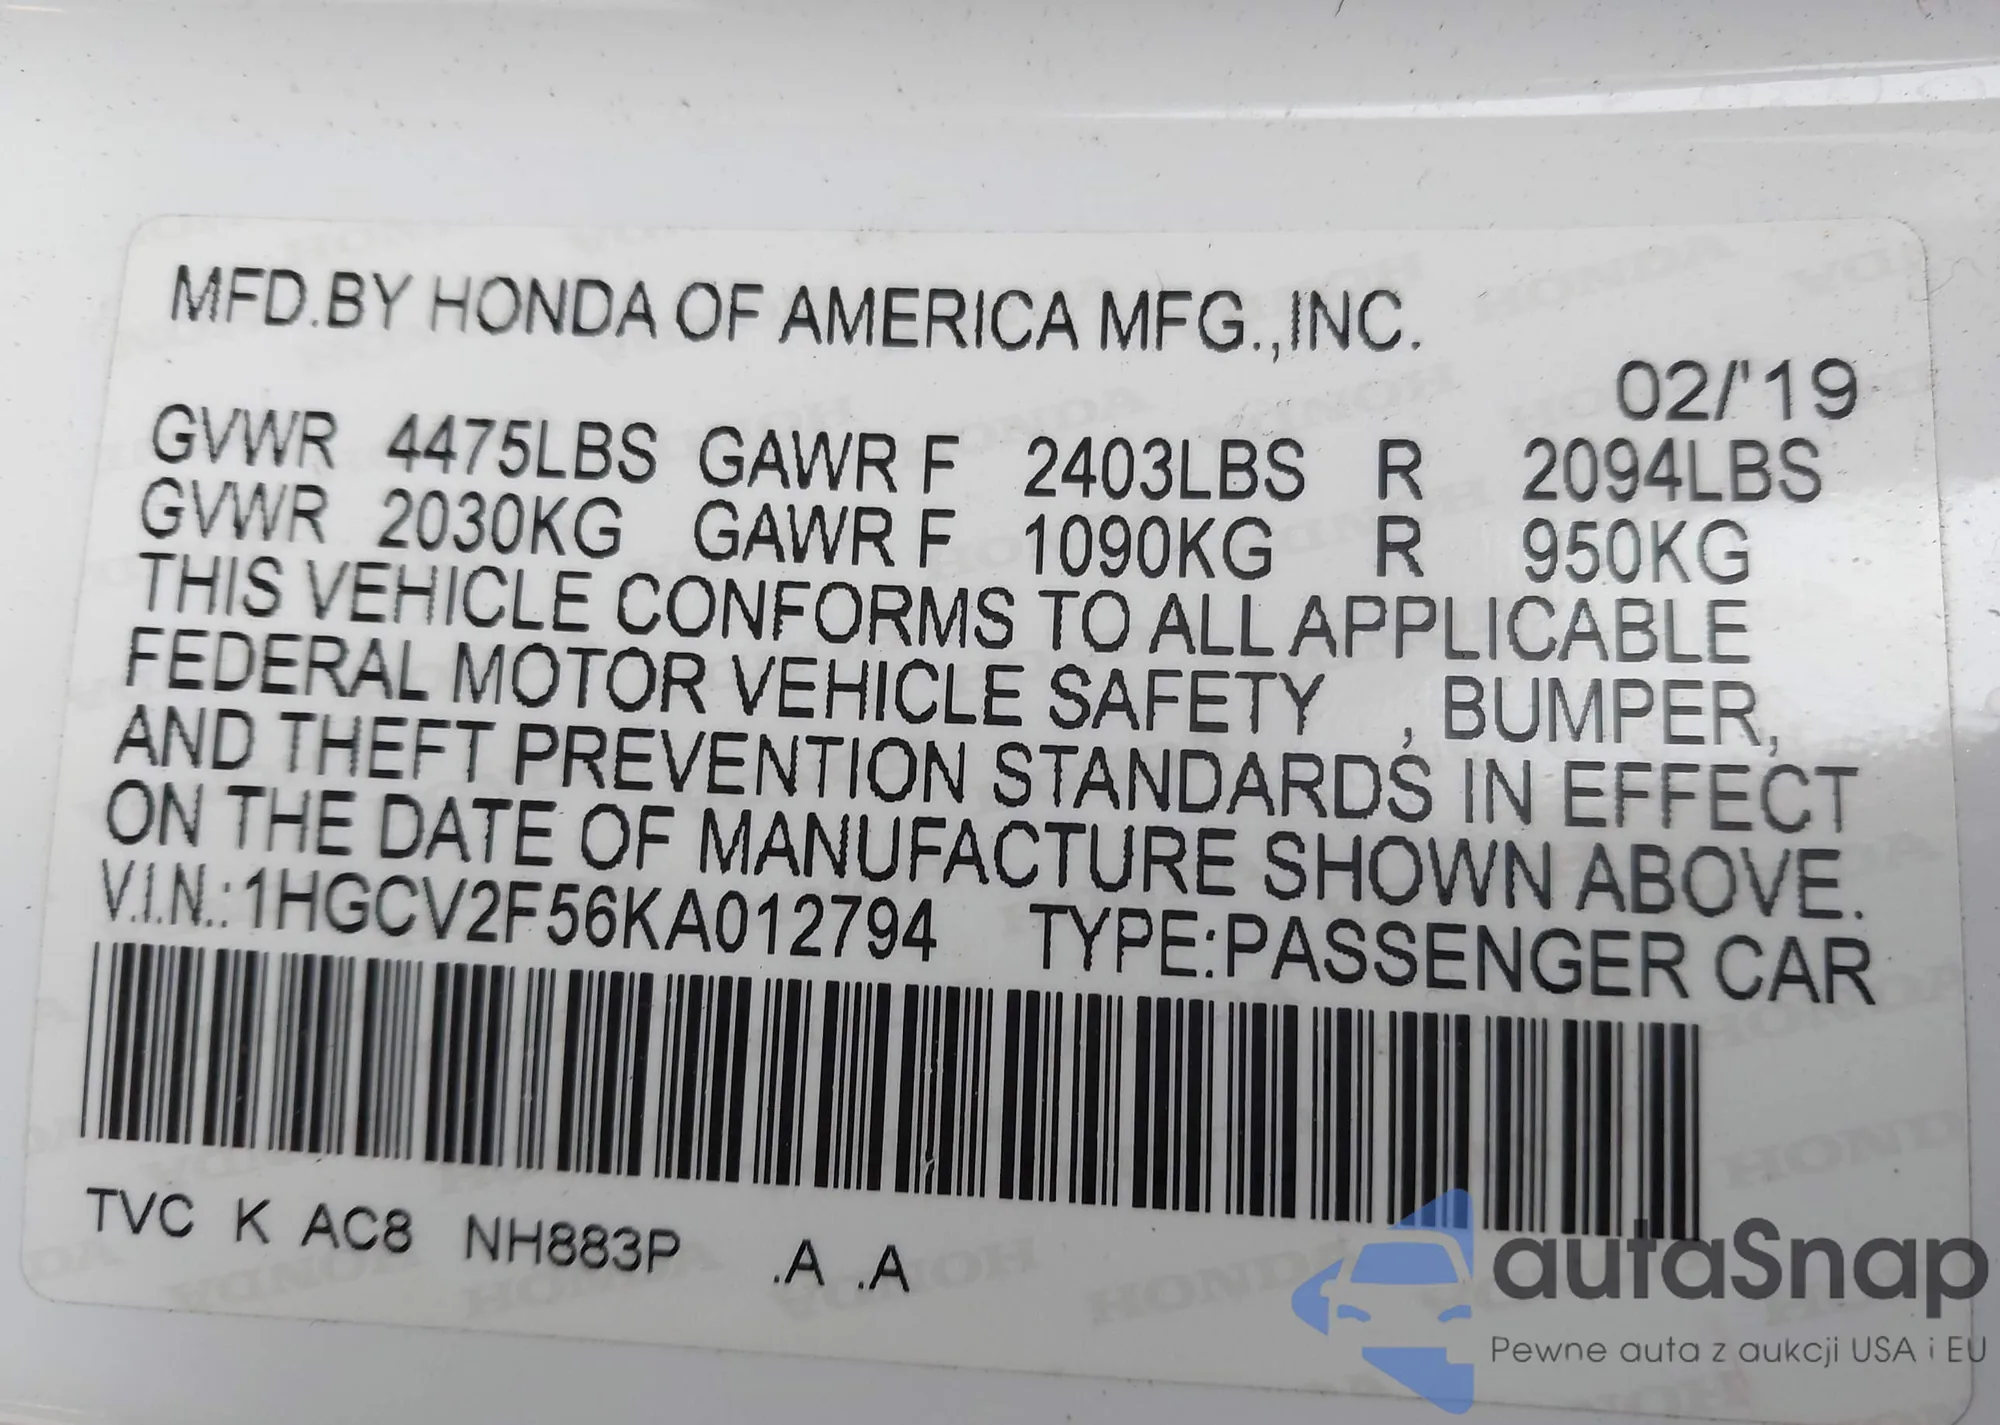 MFD.BY HONDA OF AMERICA MFG.,INC.
02/'19
GVWR 4475LBS GAWR F 2403LBS R 2094LBS
GVWR 2030KG GAWR F 1090KG R 950KG
THIS VEHICLE CONFORMS TO ALL APPLICABLE
FEDERAL MOTOR VEHICLE SAFETY , BUMPER,
AND THEFT PREVENTION STANDARDS IN EFFECT
ON THE DATE OF MANUFACTURE SHOWN ABOVE.
V.I.N.:1HGCV2F56KA012794 TYPE:PASSENGER CAR
TVC K AC8 NH883P .A .A
autaSnap
Pewne auta z aukcji USA i EU